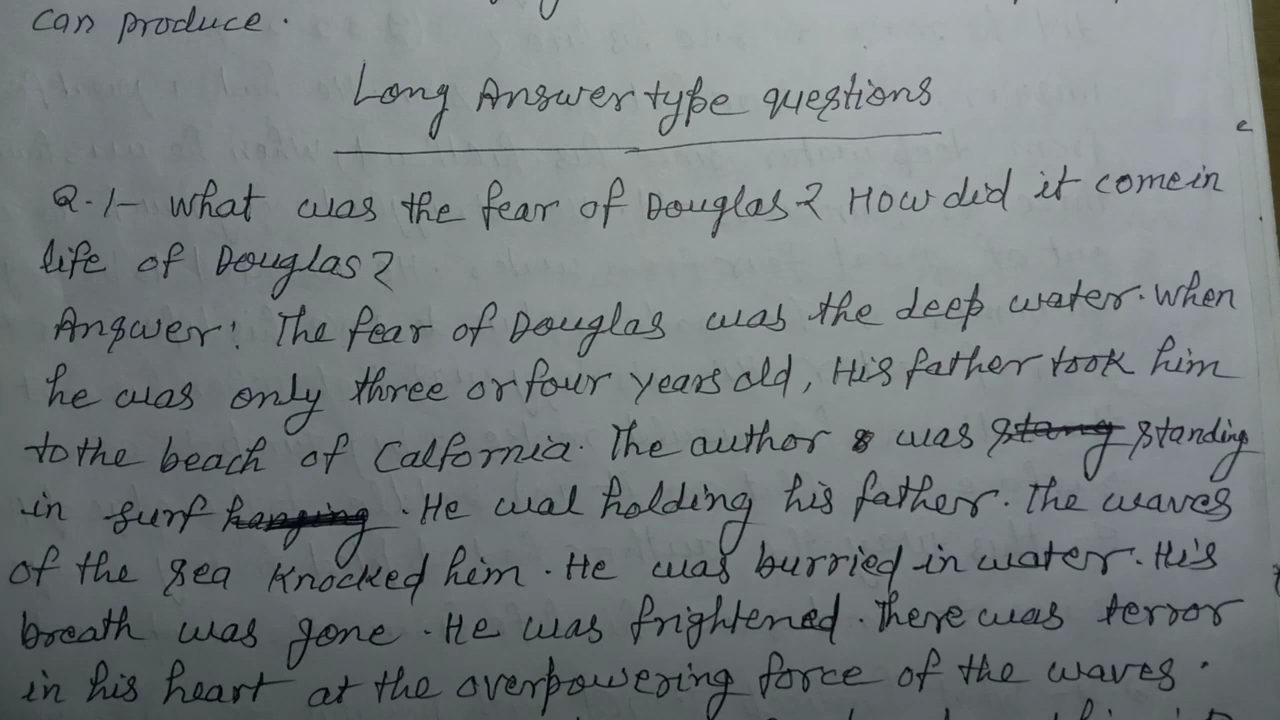 can produce.
Long Answer type questions
Q.1- What was the fear of Douglas? How did it come in
life of Douglas?
Answer: The fear of Douglas was the deep water. When
he was only three or four years old, His father took him
to the beach of Calfornia. The author was stang standing
in surf hanging. He wal holding his father. The waves
of the sea knocked him. He was burried in water. His
breath was gone. He was frightened. There was terror
in his heart at the overpowering force of the waves.